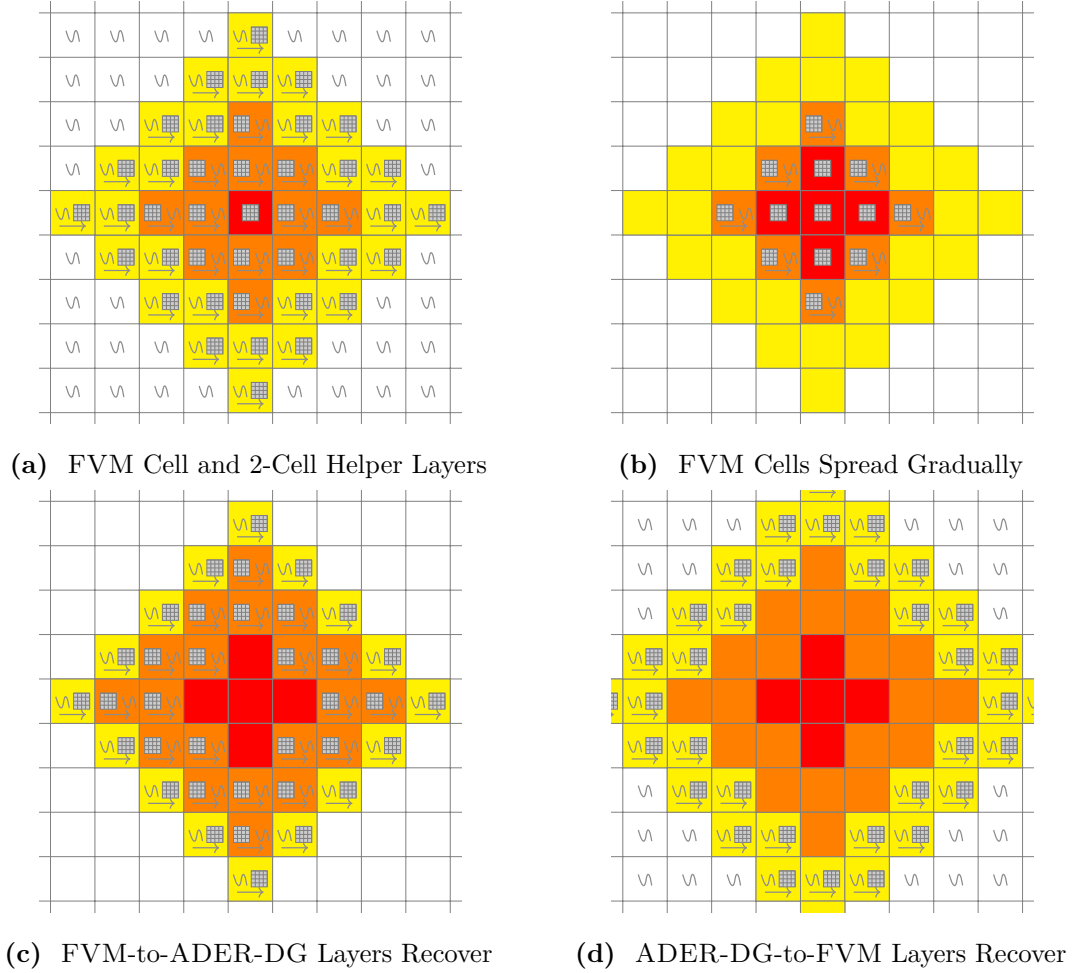 (a) FVM Cell and 2-Cell Helper Layers
(b) FVM Cells Spread Gradually
(c) FVM-to-ADER-DG Layers Recover
(d) ADER-DG-to-FVM Layers Recover